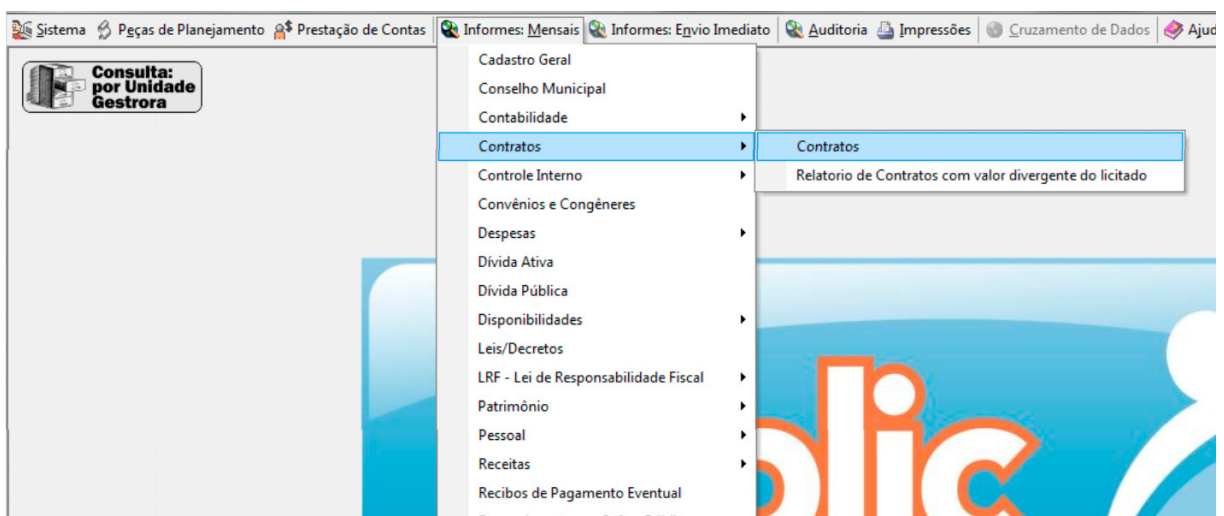 Sistema Peças de Planejamento Prestação de Contas Informes: Mensais Informes: Envio Imediato Auditoria Impressões Cruzamento de Dados Ajud
Consulta:
por Unidade
Gestrora
Cadastro Geral
Conselho Municipal
Contabilidade
Contratos
Contratos
Controle Interno
Relatorio de Contratos com valor divergente do licitado
Convênios e Congêneres
Despesas
Dívida Ativa
Dívida Pública
Disponibilidades
Leis/Decretos
LRF - Lei de Responsabilidade Fiscal
Patrimônio
Pessoal
Receitas
Recibos de Pagamento Eventual
blic